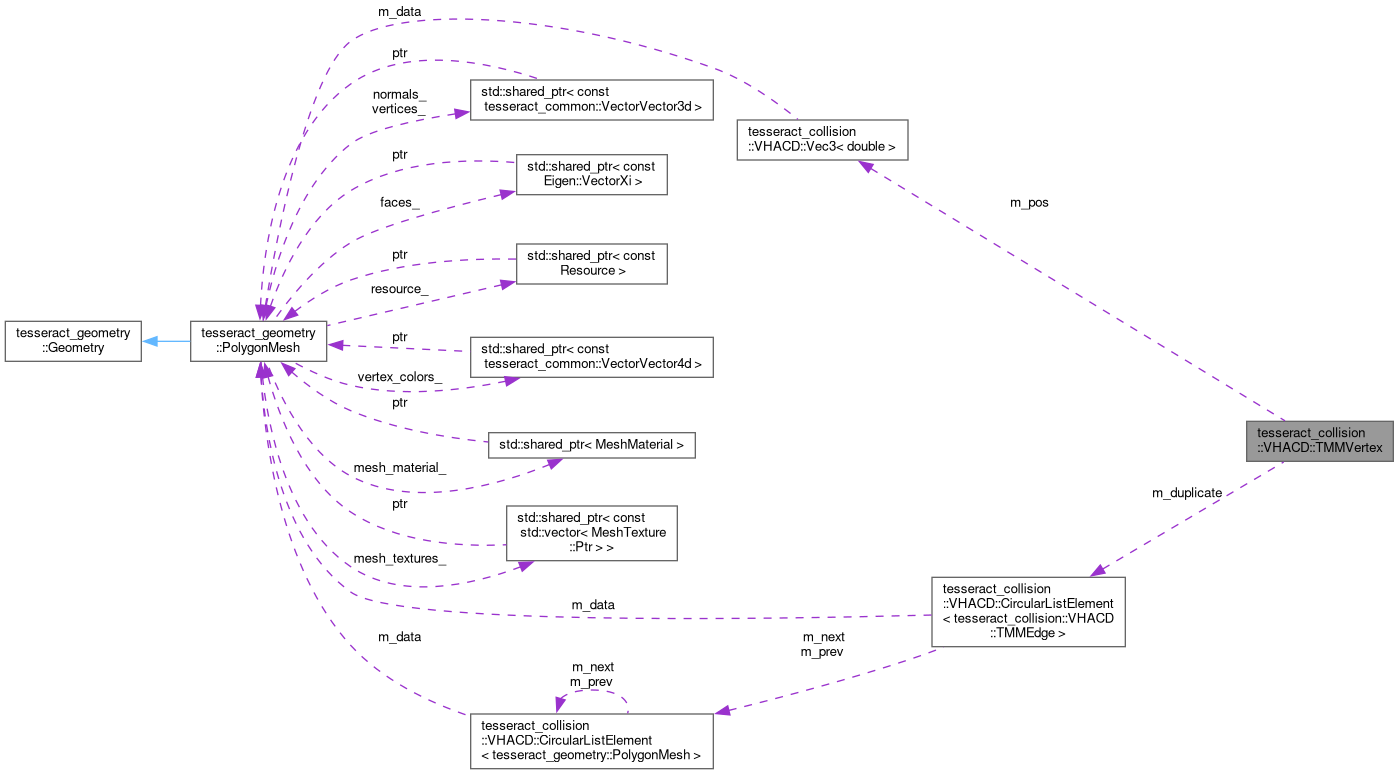 m_data
ptr
std::shared_ptr< const
tesseract_common::VectorVector3d >
normals_
vertices_
tesseract_collision
::VHACD::Vec3< double >
ptr
std::shared_ptr< const
Eigen::VectorXi >
faces_
m_pos
ptr
std::shared_ptr< const
Resource >
resource_
tesseract_geometry
::Geometry
tesseract_geometry
::PolygonMesh
ptr
std::shared_ptr< const
tesseract_common::VectorVector4d >
vertex_colors_
ptr
std::shared_ptr< MeshMaterial >
tesseract_collision
::VHACD::TMMVertex
mesh_material_
m_duplicate
ptr
std::shared_ptr< const
std::vector< MeshTexture
::Ptr > >
mesh_textures_
m_data
tesseract_collision
::VHACD::CircularListElement
< tesseract_collision::VHACD
::TMMEdge >
m_data
m_next
m_prev
m_next
m_prev
tesseract_collision
::VHACD::CircularListElement
< tesseract_geometry::PolygonMesh >